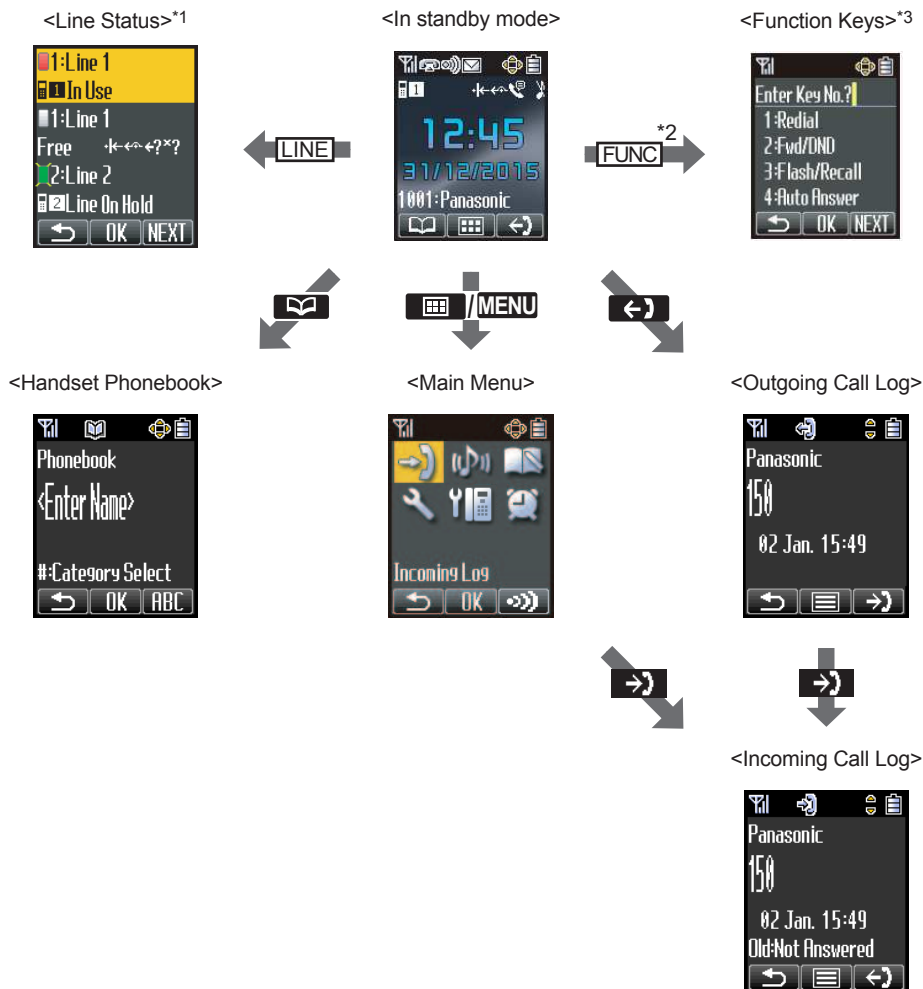 <Line Status>*1
<In standby mode>
<Function Keys>*3
1:Line 1
1 In Use
1:Line 1
Free ?*?
2:Line 2
2 Line On Hold
OK NEXT
LINE
1
12:45
31/12/2015
1001:Panasonic
*2
FUNC
Enter Key No.?
1:Redial
2:Fwd/DND
3:Flash/Recall
4:Auto Answer
OK NEXT
/MENU
<Handset Phonebook>
<Main Menu>
<Outgoing Call Log>
Phonebook
<Enter Name>
#:Category Select
OK ABC
Incoming Log
OK
Panasonic
150
02 Jan. 15:49
<Incoming Call Log>
Panasonic
150
02 Jan. 15:49
Old:Not Answered